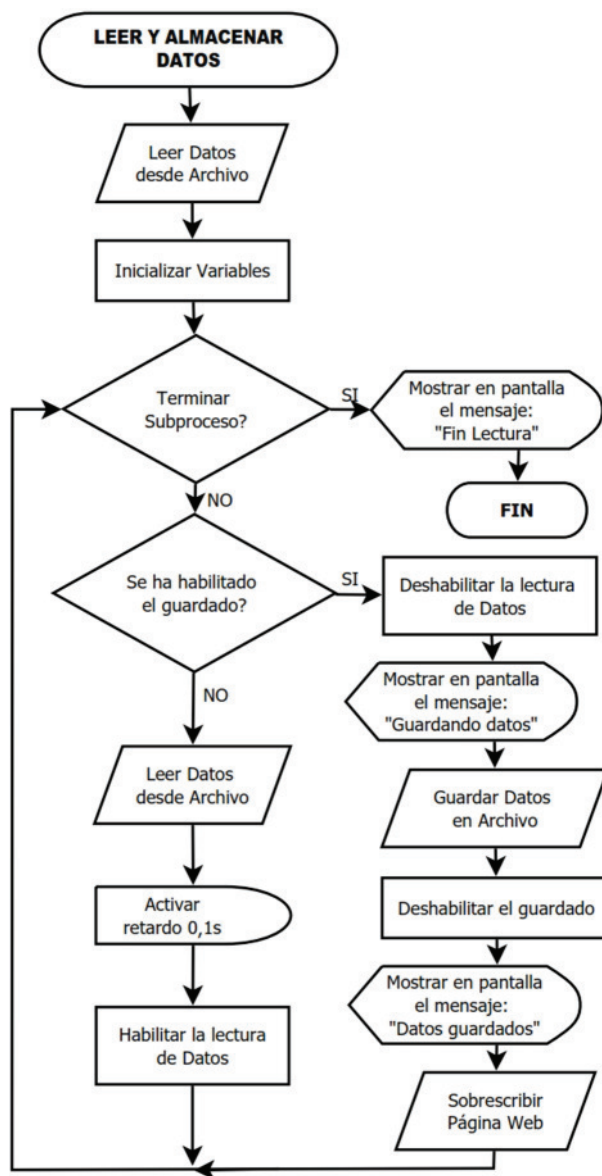 LEER Y ALMACENAR
DATOS
Leer Datos
desde Archivo
Inicializar Variables
Terminar
Subproceso?
SI
Mostrar en pantalla
el mensaje:
"Fin Lectura"
FIN
NO
Se ha habilitado
el guardado?
SI
Deshabilitar la lectura
de Datos
Mostrar en pantalla
el mensaje:
"Guardando datos"
Guardar Datos
en Archivo
Deshabilitar el guardado
Mostrar en pantalla
el mensaje:
"Datos guardados"
Sobrescribir
Página Web
NO
Leer Datos
desde Archivo
Activar
retardo 0,1s
Habilitar la lectura
de Datos